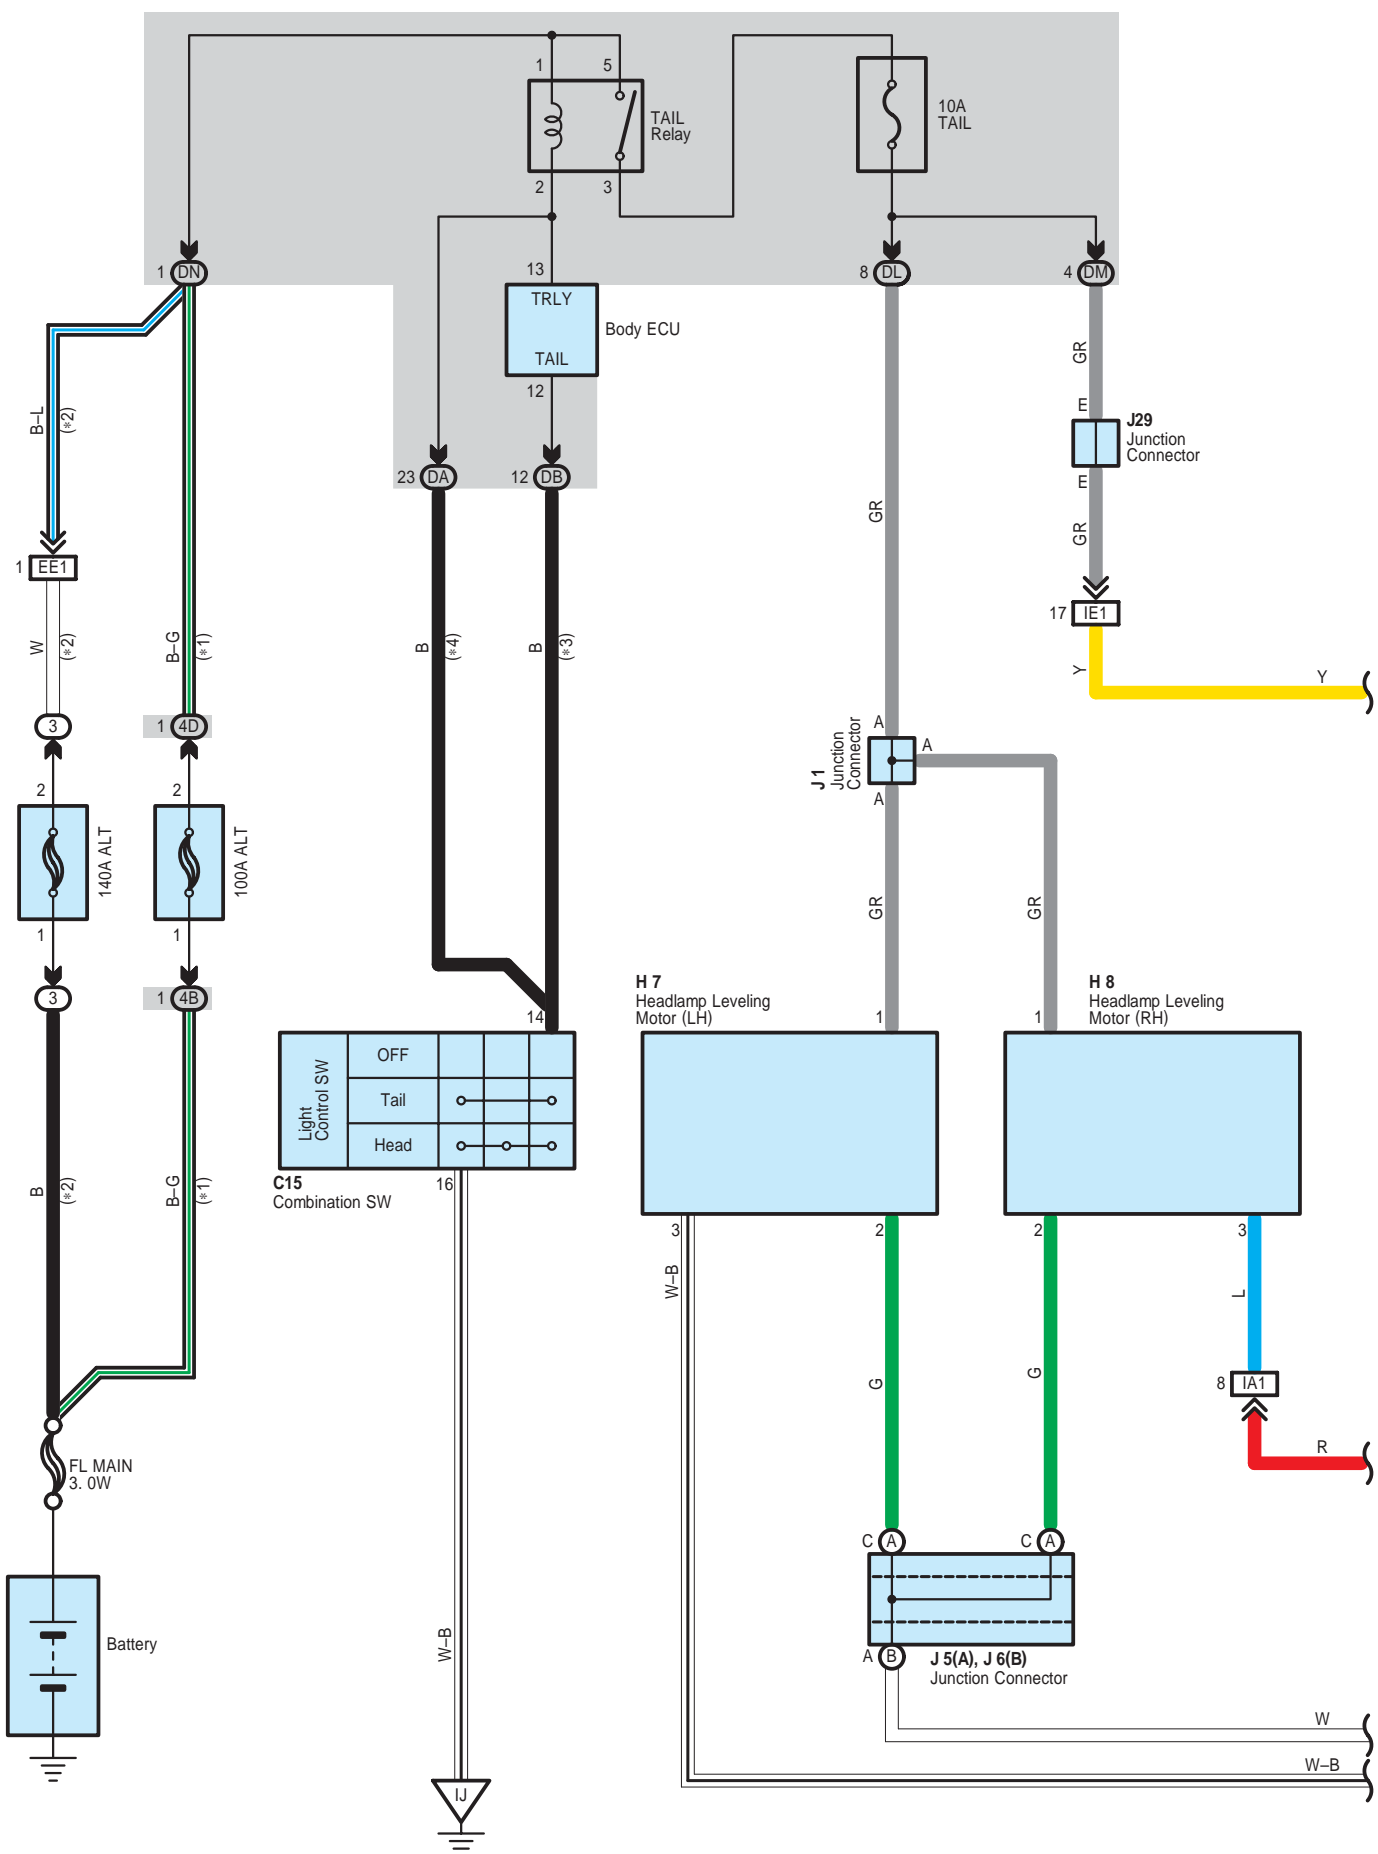 1
5
TAIL
Relay
10A
TAIL
2
3
1 DN
13
8 DL
4 DM
TRLY
Body ECU
TAIL
12
B–L
(*2)
GR
E
J29
Junction
Connector
E
23 DA
12 DB
GR
GR
1 EE1
17 IE1
W
(*2)
B–G
(*1)
B
(*4)
B
(*3)
Y
Y
3
1 4D
A
A
J 1
Junction
Connector
A
2
2
140A ALT
100A ALT
1
1
GR
GR
3
1 4B
H 7
Headlamp Leveling
Motor (LH)
1
H 8
Headlamp Leveling
Motor (RH)
1
14
Light
Control SW
OFF
Tail
Head
C15
Combination SW
16
B
(*2)
B–G
(*1)
3
2
2
3
W–B
L
G
G
8 IA1
R
FL MAIN
3. 0W
C A
C A
Battery
W–B
A B
J 5(A), J 6(B)
Junction Connector
W
W–B
IJ